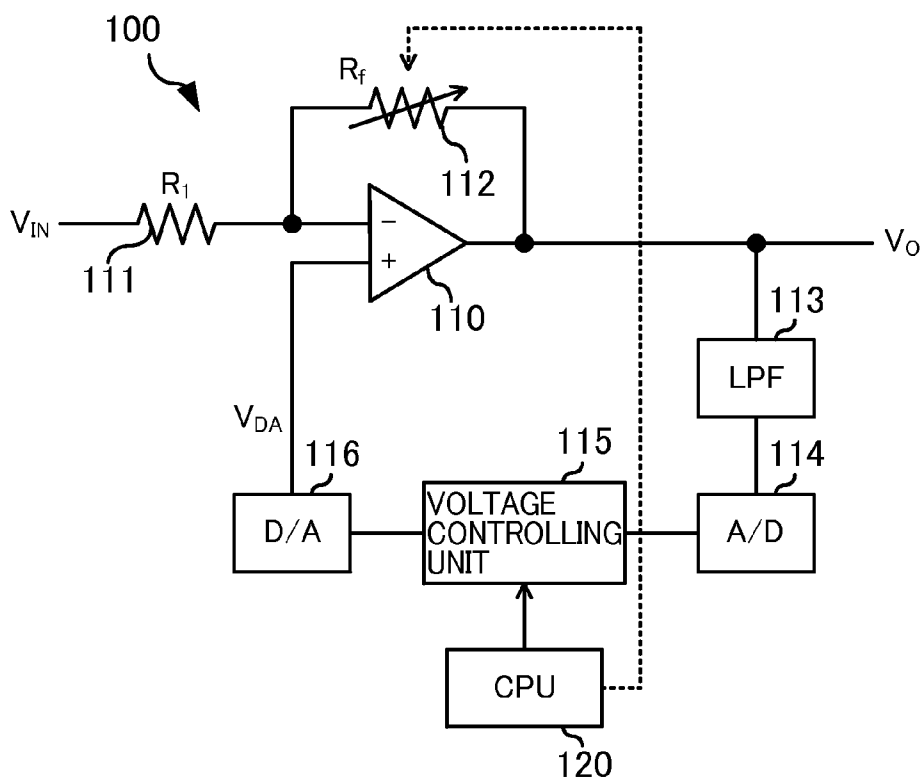 100
Rf
112
R1
VIN
111
−
+
110
VO
113
LPF
VDA
116
D/A
115
VOLTAGE
CONTROLLING
UNIT
114
A/D
CPU
120